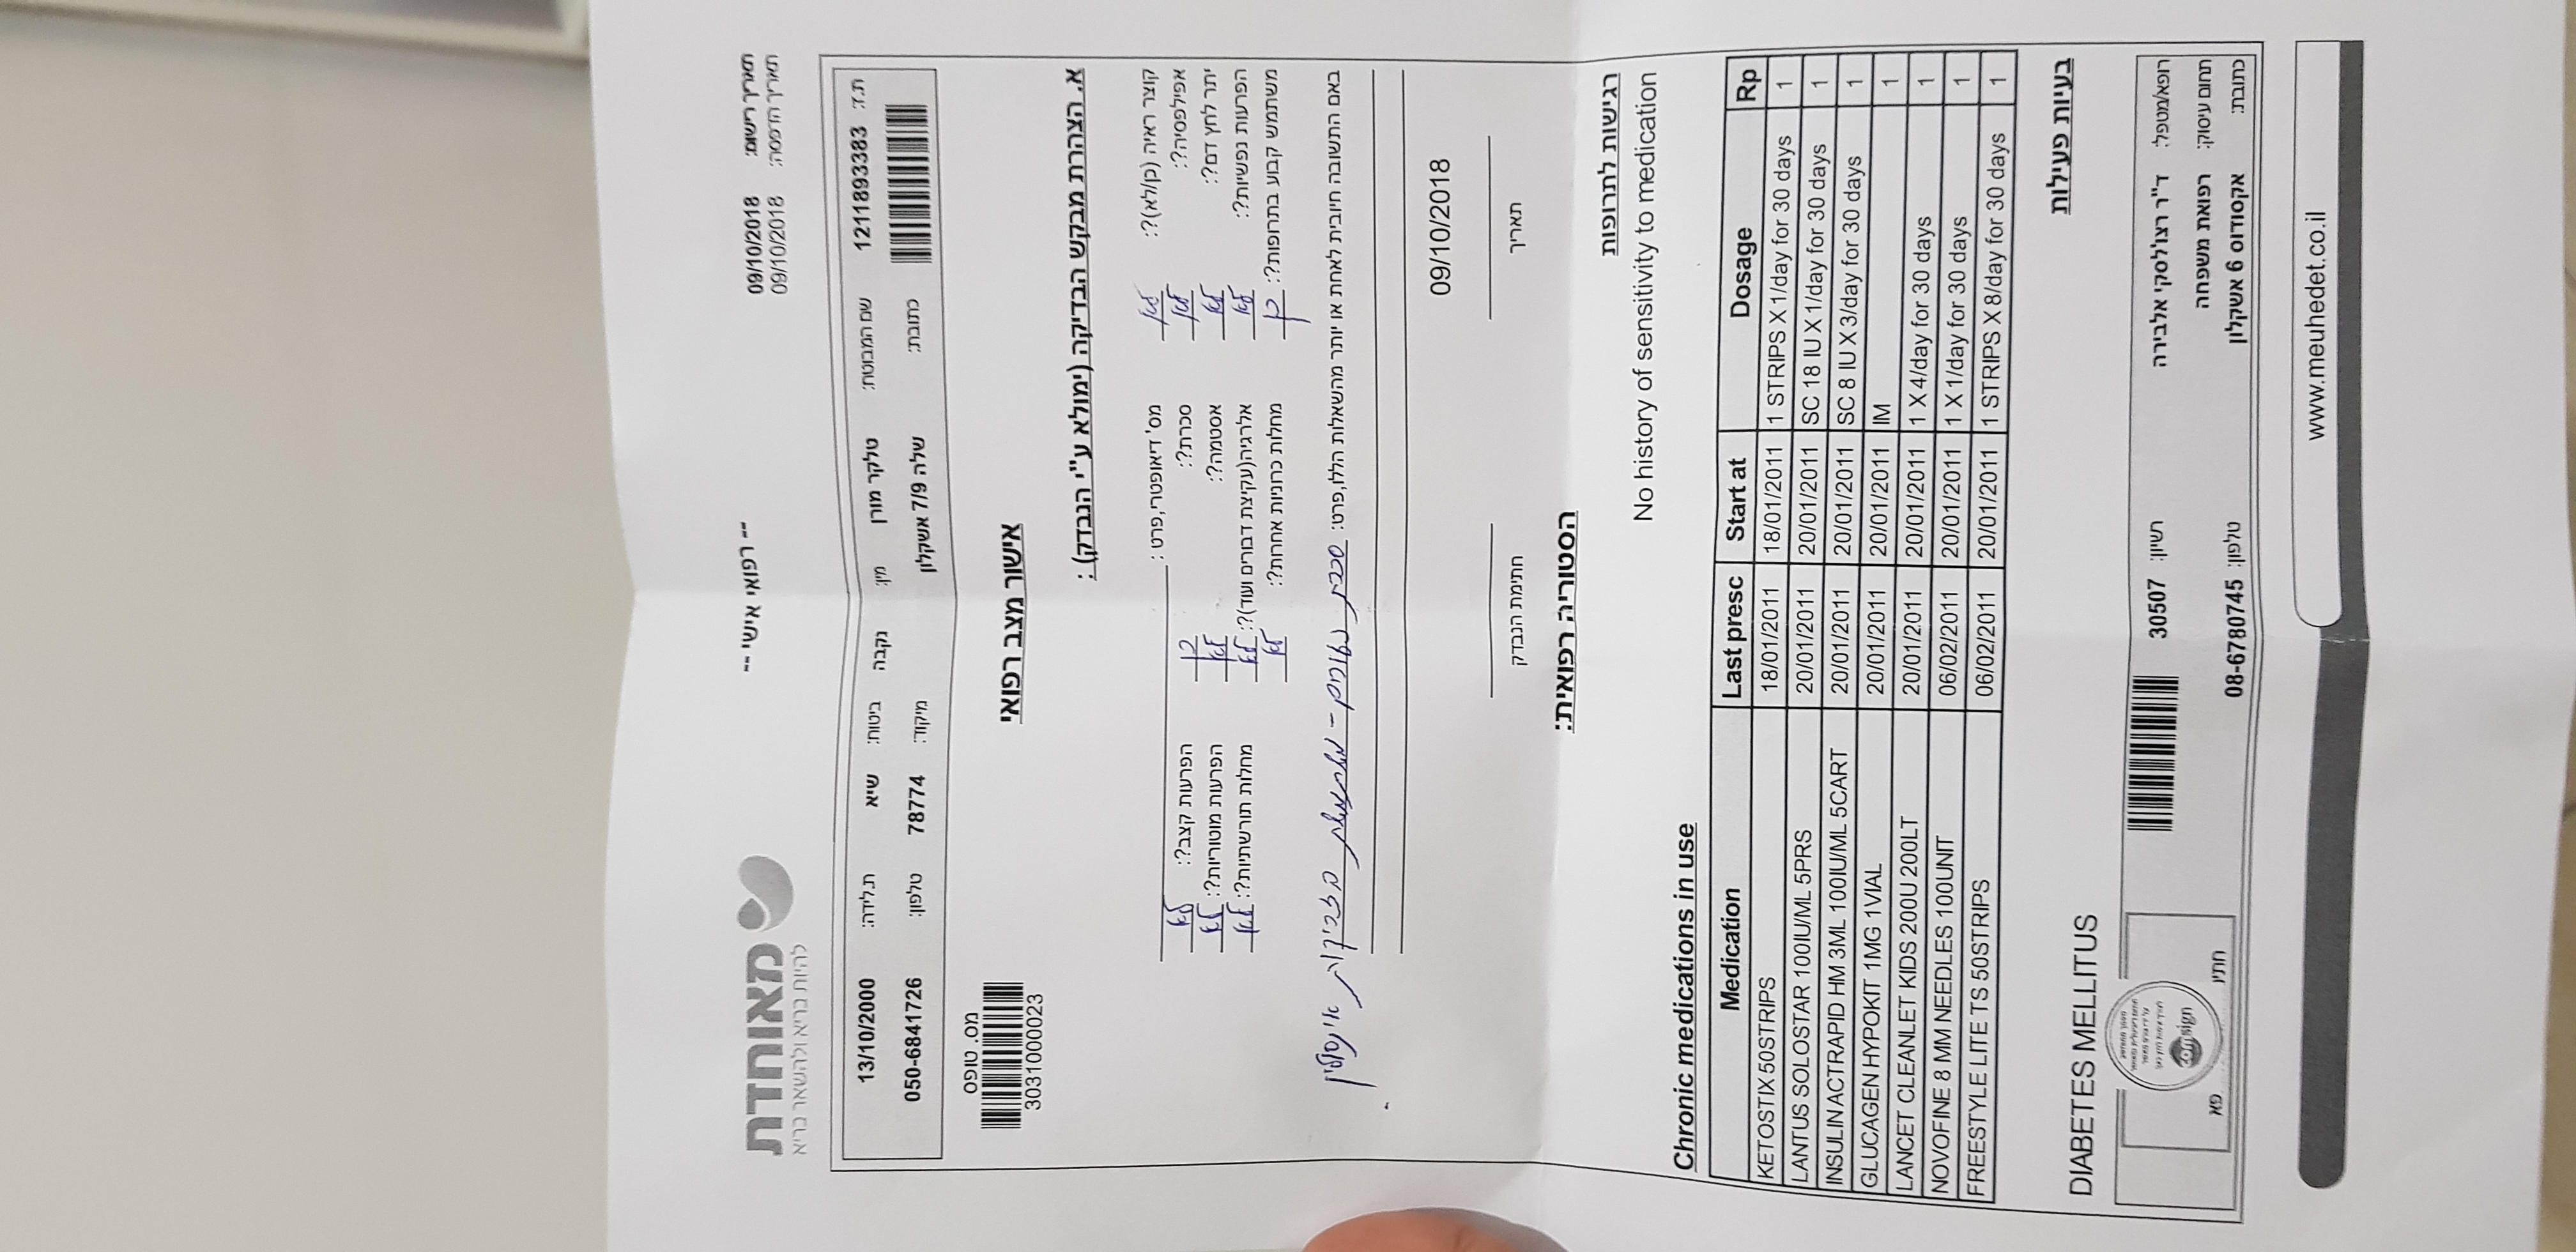 תאריך רישום: 09/10/2018
תאריך הדפסה: 09/10/2018
-- רפואי אישי --
מאוחדת
להיות בריא ולהשאר בריא
ת.ז: 1211893383 שם המבוטח: טלקר מורן מין: נקבה ביטוח: שיא ת.לידה: 13/10/2000
כתובת: שלה 7/9 אשקלון מיקוד: 78774 טלפון: 050-6841726
מס. טופס
3031000023
אישור מצב רפואי
א. הצהרת מבקש הבדיקה (ימולא ע"י הנבדק) :
קוצר ראיה (כן/לא)?: לא מס' דיאופטרי,פרט :
אפילפסיה?: לא סכרת?: כן הפרעות קצב?: לא
יתר לחץ דם?: לא אסטמה?: לא הפרעות מוטוריות?: לא
הפרעות נפשיות?: לא אלרגיה(עקיצת דבורים ועוד)?: לא מחלות תורשתיות?: לא
משתמש קבוע בתרופות?: כן מחלות כרוניות אחרות?: לא
באם התשובה חיובית לאחת או יותר מהשאלות הללו,פרט: סכרת נעורים - משתמשת בזריקות אינסולין
09/10/2018
תאריך חתימת הנבדק
הסטוריה רפואית:
רגישות לתרופות
No history of sensitivity to medication
Chronic medications in use
Medication Last presc Start at Dosage Rp
KETOSTIX 50STRIPS 18/01/2011 18/01/2011 1 STRIPS X 1/day for 30 days 1
LANTUS SOLOSTAR 100IU/ML 5PRS 20/01/2011 20/01/2011 SC 18 IU X 1/day for 30 days 1
INSULIN ACTRAPID HM 3ML 100IU/ML 5CART 20/01/2011 20/01/2011 SC 8 IU X 3/day for 30 days 1
GLUCAGEN HYPOKIT 1MG 1VIAL 20/01/2011 20/01/2011 IM 1
LANCET CLEANLET KIDS 200U 200LT 20/01/2011 20/01/2011 1 X 4/day for 30 days 1
NOVOFINE 8 MM NEEDLES 100UNIT 06/02/2011 20/01/2011 1 X 1/day for 30 days 1
FREESTYLE LITE TS 50STRIPS 06/02/2011 20/01/2011 1 STRIPS X 8/day for 30 days 1
בעיות פעילות
DIABETES MELLITUS
רופא/מטפל: ד"ר רצ'לסקי אלבירה רשיון: 30507
תחום עיסוק: רפואת משפחה
כתובת: אקסודוס 6 אשקלון טלפון: 08-6780745
comsign
חתי פא
www.meuhedet.co.il